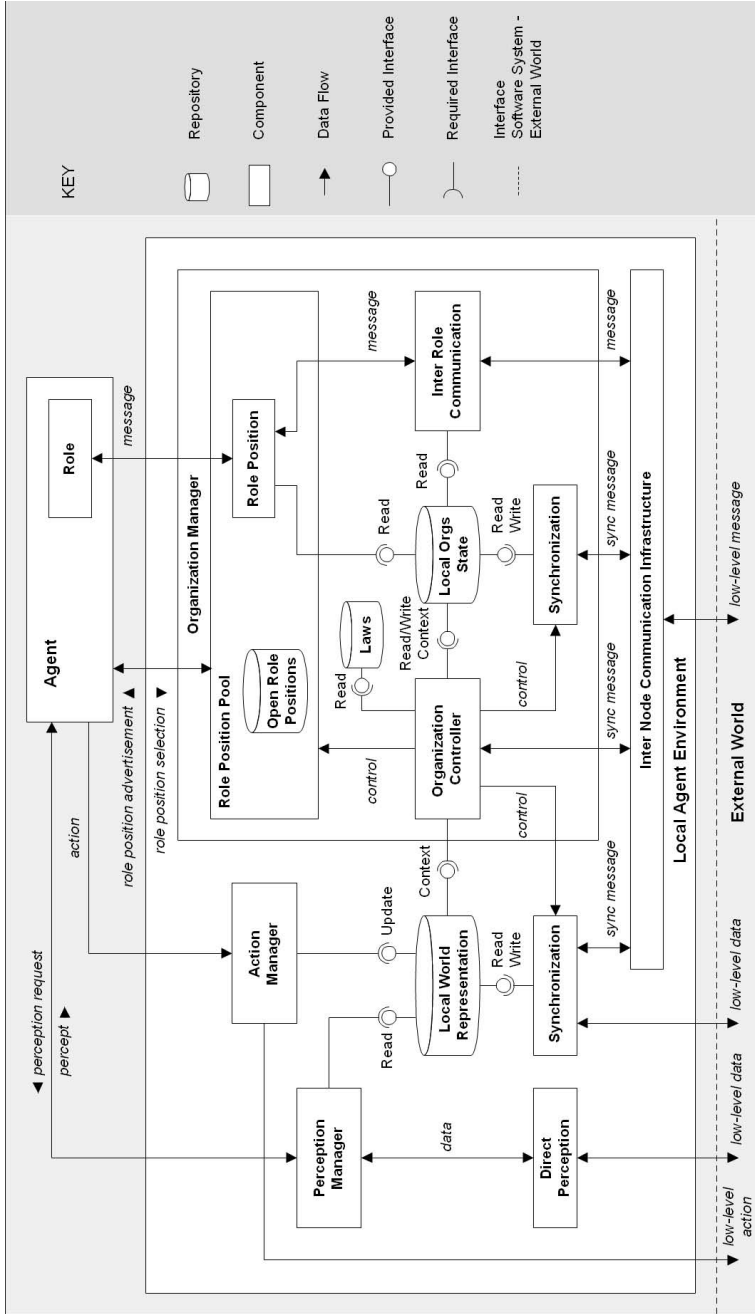 Agent
Role
◄ perception request
percept ►
action
role position advertisement ◄
role position selection ►
message
Organization Manager
Role Position Pool
Open Role
Positions
Role Position
Action
Manager
Perception
Manager
control
Read
Laws
Read
message
Read
Update
Local World
Representation
Context
Organization
Controller
Read/Write
Context
Local Orgs
State
Read
Inter Role
Communication
data
Read
Write
control
control
Read
Write
Direct
Perception
Synchronization
Synchronization
sync message
sync message
sync message
message
Inter Node Communication Infrastructure
Local Agent Environment
External World
low-level
action
low-level data
low-level data
low-level message
KEY
Repository
Component
Data Flow
Provided Interface
Required Interface
Interface
Software System -
External World